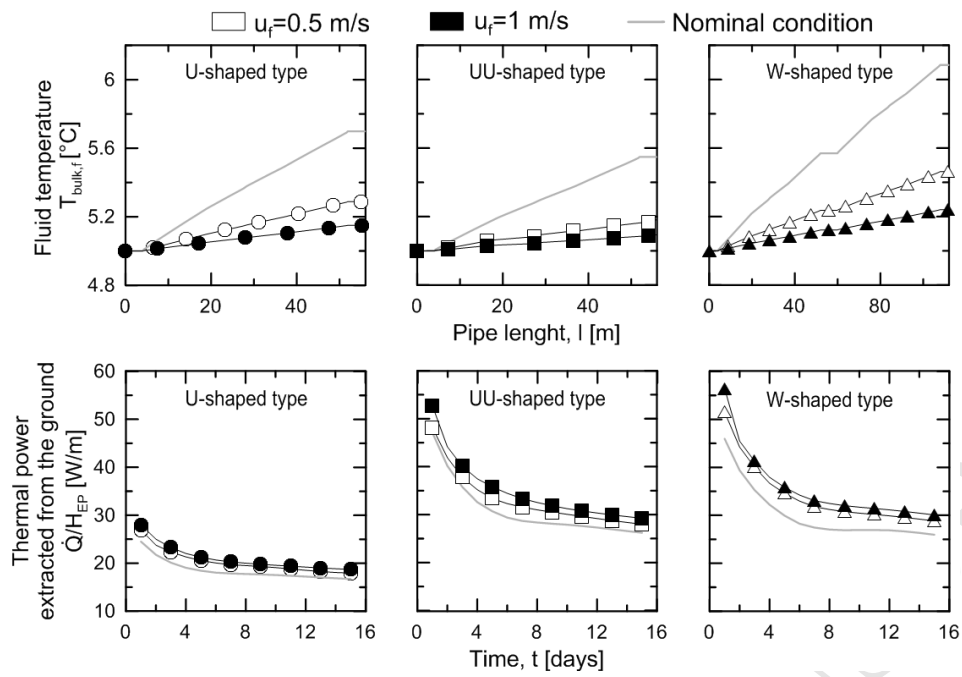 u_f=0.5 m/s u_f=1 m/s Nominal condition
U-shaped type UU-shaped type W-shaped type
Fluid temperature
T_bulk,f [°C]
6
5.6
5.2
4.8
0 20 40 0 20 40 0 40 80
Pipe lenght, l [m]
U-shaped type UU-shaped type W-shaped type
Thermal power
extracted from the ground
Q̇/H_EP [W/m]
60
50
40
30
20
10
0 4 8 12 16 0 4 8 12 16 0 4 8 12 16
Time, t [days]